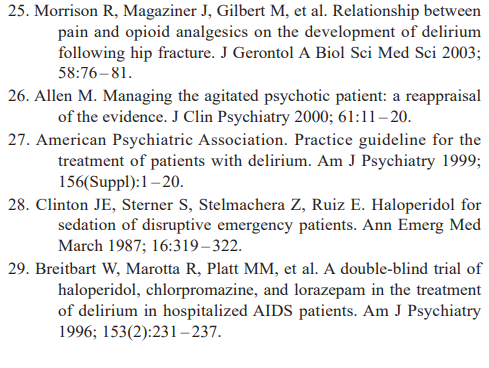 25. Morrison R, Magaziner J, Gilbert M, et al. Relationship between
pain and opioid analgesics on the development of delirium
following hip fracture. J Gerontol A Biol Sci Med Sci 2003;
58:76–81.
26. Allen M. Managing the agitated psychotic patient: a reappraisal
of the evidence. J Clin Psychiatry 2000; 61:11–20.
27. American Psychiatric Association. Practice guideline for the
treatment of patients with delirium. Am J Psychiatry 1999;
156(Suppl):1–20.
28. Clinton JE, Sterner S, Stelmachera Z, Ruiz E. Haloperidol for
sedation of disruptive emergency patients. Ann Emerg Med
March 1987; 16:319–322.
29. Breitbart W, Marotta R, Platt MM, et al. A double-blind trial of
haloperidol, chlorpromazine, and lorazepam in the treatment
of delirium in hospitalized AIDS patients. Am J Psychiatry
1996; 153(2):231–237.